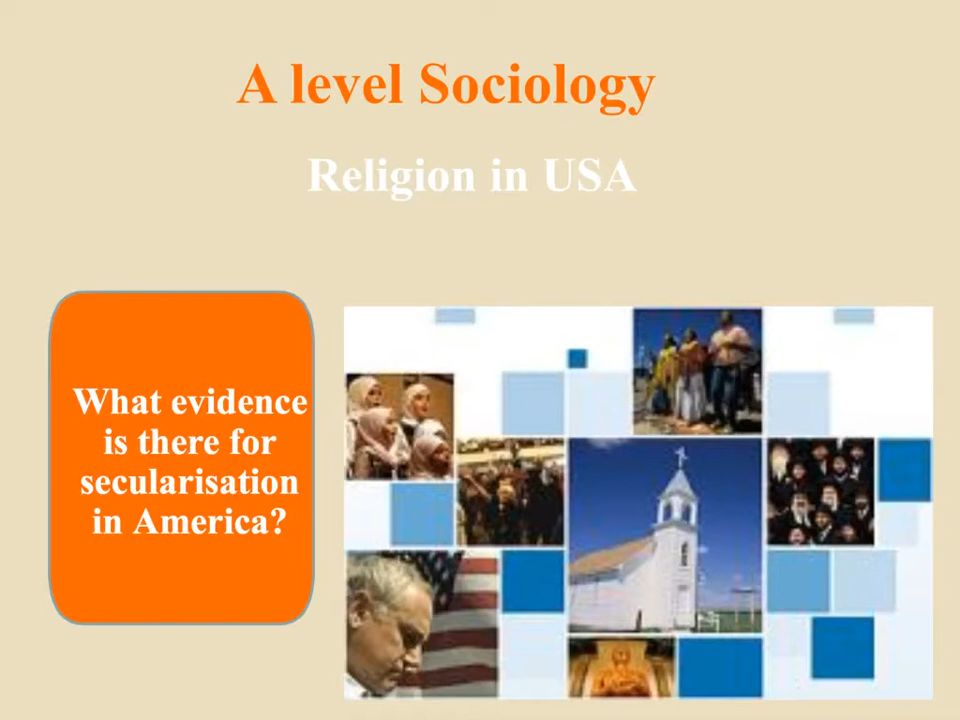 A level Sociology
Religion in USA
What evidence
is there for
secularisation
in America?